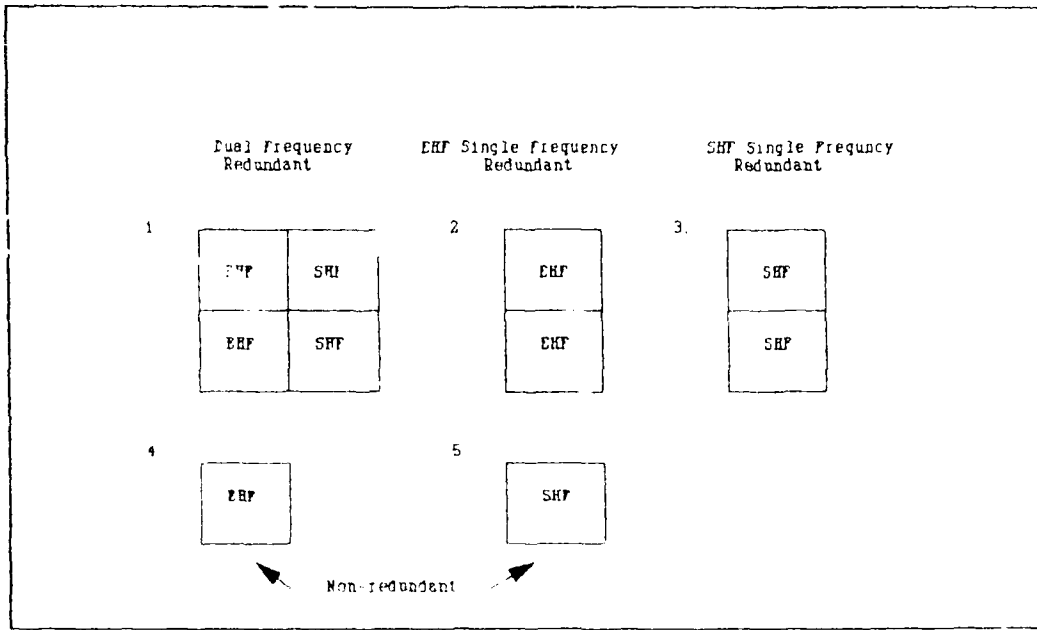 Dual Frequency
Redundant
EHF Single Frequency
Redundant
SHF Single Frequncy
Redundant
1
2
3.
EHF
SHF
EHF
SHF
EHF
SHF
EHF
SHF
4
5
EHF
SHF
Non-redundant